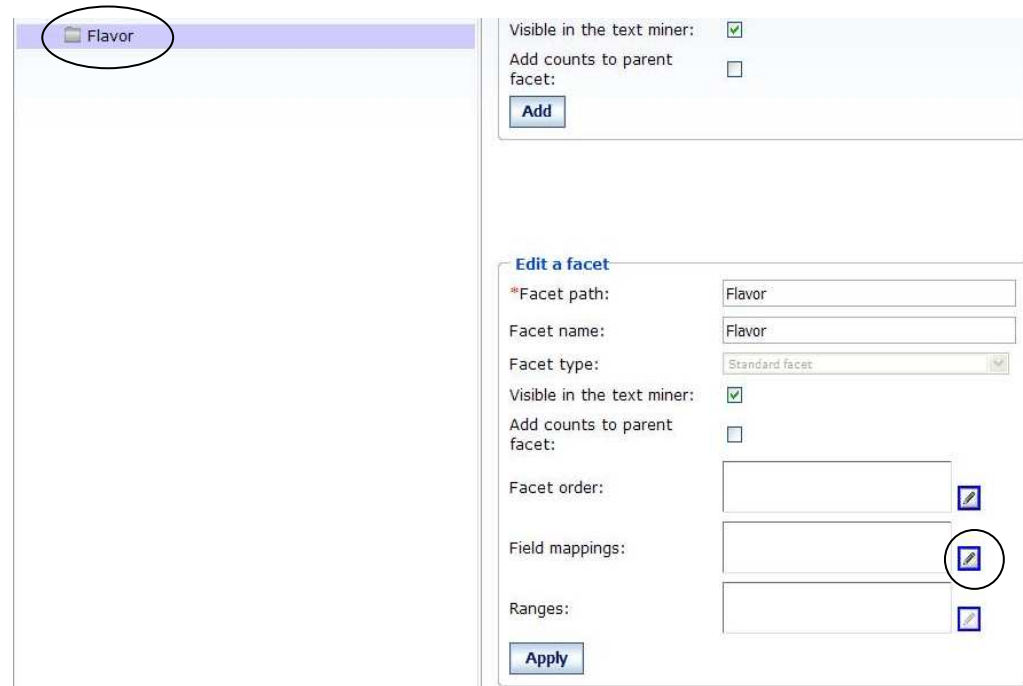 Flavor
Visible in the text miner:
Add counts to parent
facet:
Add
Edit a facet
*Facet path:
Flavor
Facet name:
Flavor
Facet type:
Standard facet
Visible in the text miner:
Add counts to parent
facet:
Facet order:
Field mappings:
Ranges:
Apply